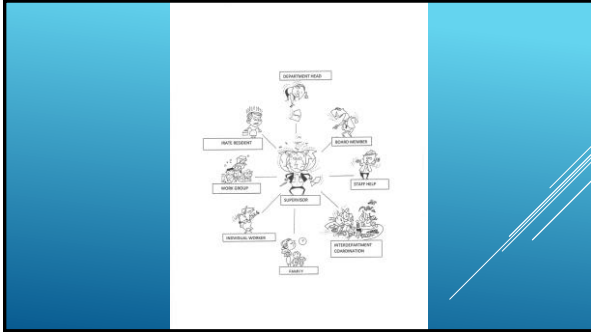 DEPARTMENT HEAD
IRATE RESIDENT
BOARD MEMBER
WORK GROUP
STAFF HELP
SUPERVISOR
INDIVIDUAL WORKER
INTERDEPARTMENT
COORDINATION
FAMILY